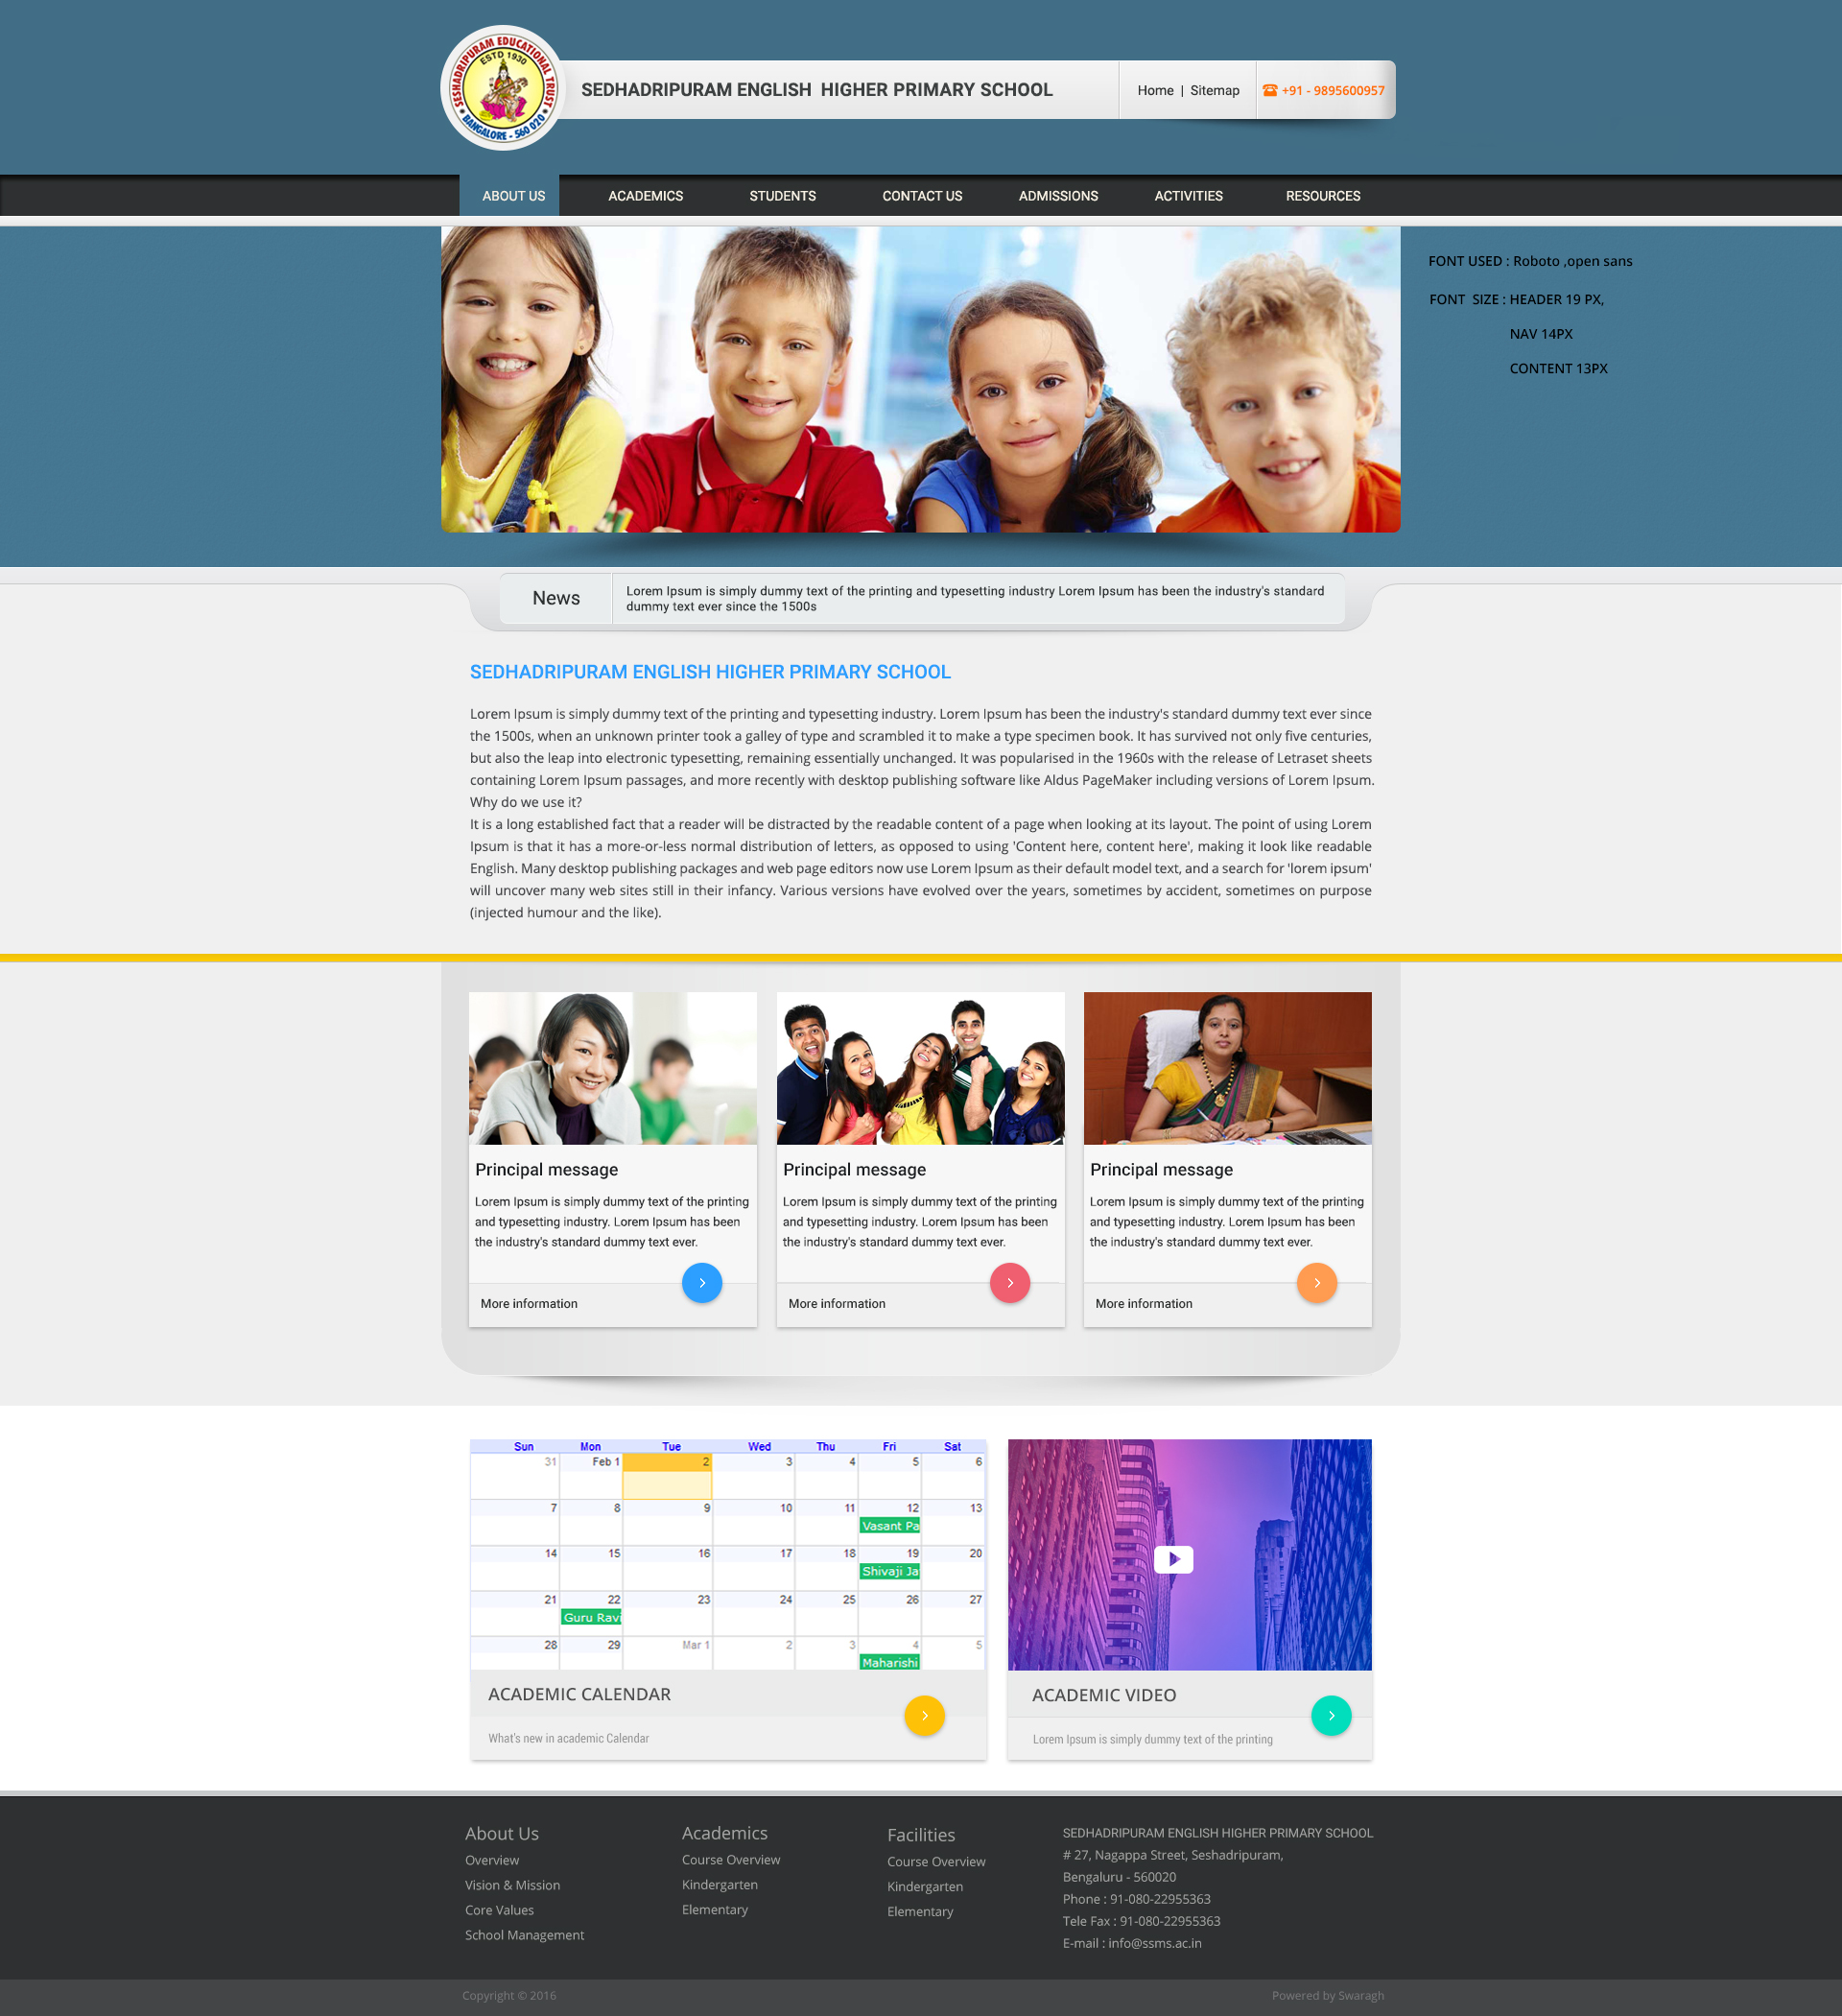 SESHADRIPURAM EDUCATIONAL TRUST
ESTD 1930
BANGALORE - 560 020
SEDHADRIPURAM ENGLISH  HIGHER PRIMARY SCHOOL
Home | Sitemap
+91 - 9895600957
ABOUT US
ACADEMICS
STUDENTS
CONTACT US
ADMISSIONS
ACTIVITIES
RESOURCES
FONT USED : Roboto ,open sans
FONT  SIZE : HEADER 19 PX,
NAV 14PX
CONTENT 13PX
News
Lorem Ipsum is simply dummy text of the printing and typesetting industry Lorem Ipsum has been the industry's standard
dummy text ever since the 1500s
SEDHADRIPURAM ENGLISH HIGHER PRIMARY SCHOOL
Lorem Ipsum is simply dummy text of the printing and typesetting industry. Lorem Ipsum has been the industry's standard dummy text ever since
the 1500s, when an unknown printer took a galley of type and scrambled it to make a type specimen book. It has survived not only five centuries,
but also the leap into electronic typesetting, remaining essentially unchanged. It was popularised in the 1960s with the release of Letraset sheets
containing Lorem Ipsum passages, and more recently with desktop publishing software like Aldus PageMaker including versions of Lorem Ipsum.
Why do we use it?
It is a long established fact that a reader will be distracted by the readable content of a page when looking at its layout. The point of using Lorem
Ipsum is that it has a more-or-less normal distribution of letters, as opposed to using 'Content here, content here', making it look like readable
English. Many desktop publishing packages and web page editors now use Lorem Ipsum as their default model text, and a search for 'lorem ipsum'
will uncover many web sites still in their infancy. Various versions have evolved over the years, sometimes by accident, sometimes on purpose
(injected humour and the like).
Principal message
Lorem Ipsum is simply dummy text of the printing
and typesetting industry. Lorem Ipsum has been
the industry's standard dummy text ever.
More information
Principal message
Lorem Ipsum is simply dummy text of the printing
and typesetting industry. Lorem Ipsum has been
the industry's standard dummy text ever.
More information
Principal message
Lorem Ipsum is simply dummy text of the printing
and typesetting industry. Lorem Ipsum has been
the industry's standard dummy text ever.
More information
Sun Mon Tue Wed Thu Fri Sat
31 Feb 1 2 3 4 5 6
7 8 9 10 11 12 13
Vasant Pa
14 15 16 17 18 19 20
Shivaji Ja
21 22 23 24 25 26 27
Guru Ravi
28 29 Mar 1 2 3 4 5
Maharishi
ACADEMIC CALENDAR
What's new in academic Calendar
ACADEMIC VIDEO
Lorem Ipsum is simply dummy text of the printing
About Us
Overview
Vision & Mission
Core Values
School Management
Academics
Course Overview
Kindergarten
Elementary
Facilities
Course Overview
Kindergarten
Elementary
SEDHADRIPURAM ENGLISH HIGHER PRIMARY SCHOOL
# 27, Nagappa Street, Seshadripuram,
Bengaluru - 560020
Phone : 91-080-22955363
Tele Fax : 91-080-22955363
E-mail : info@ssms.ac.in
Copyright © 2016
Powered by Swaragh